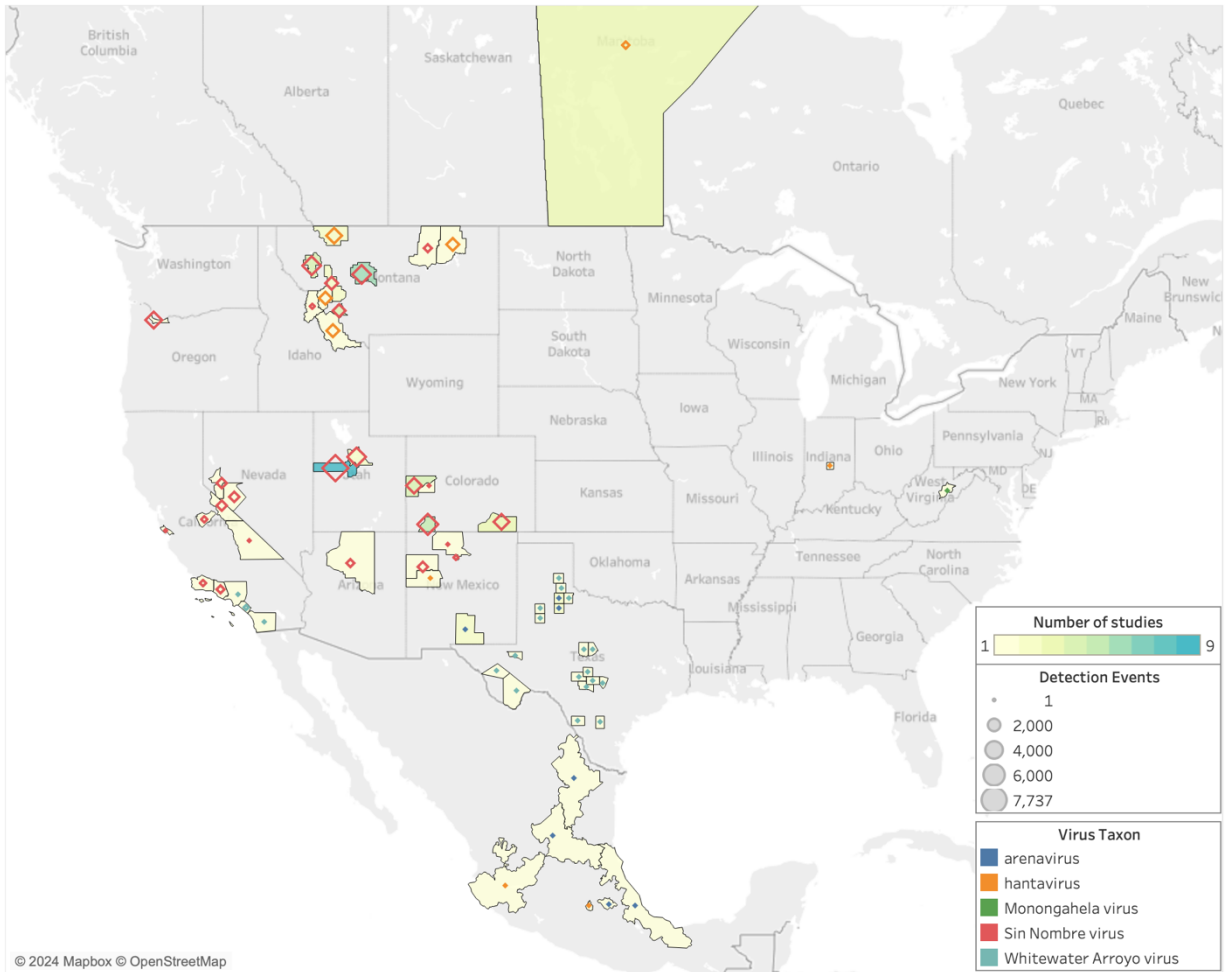 British
Columbia
Alberta
Saskatchewan
Manitoba
Ontario
Quebec
Washington
Montana
North
Dakota
Minnesota
New
Brunswick
Maine
Oregon
Idaho
South
Dakota
Wisconsin
VT
Wyoming
Michigan
New York
MA
RI
Nebraska
Iowa
Pennsylvania
NJ
Nevada
Utah
Colorado
Illinois
Indiana
Ohio
MD
DE
West
Virginia
Kansas
Missouri
Kentucky
California
Oklahoma
Tennessee
North
Carolina
Arizona
New Mexico
Arkansas
Mississippi
Georgia
Texas
Louisiana
Florida
Number of studies
1 9
Detection Events
1
2,000
4,000
6,000
7,737
Virus Taxon
arenavirus
hantavirus
Monongahela virus
Sin Nombre virus
Whitewater Arroyo virus
© 2024 Mapbox © OpenStreetMap